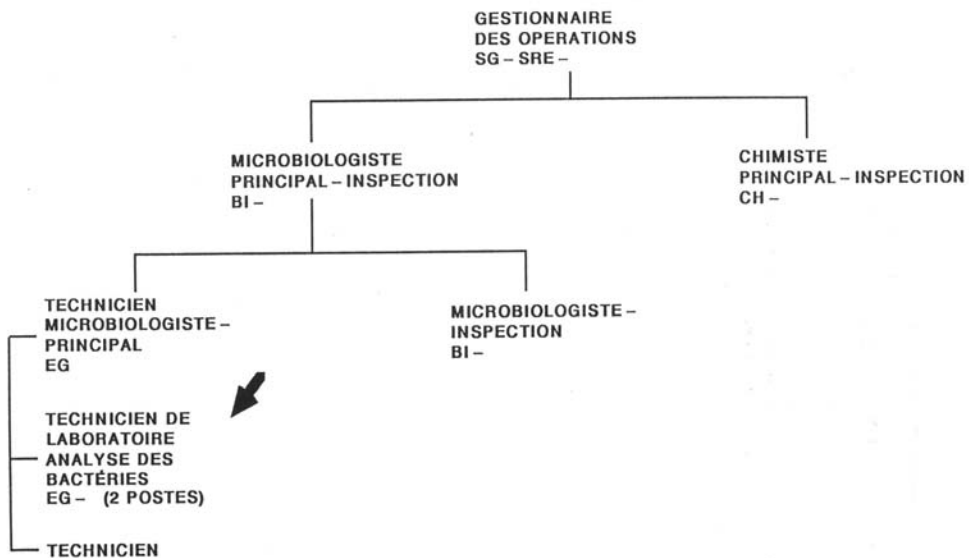 GESTIONNAIRE
DES OPERATIONS
SG – SRE –
MICROBIOLOGISTE
PRINCIPAL – INSPECTION
BI –
CHIMISTE
PRINCIPAL – INSPECTION
CH –
TECHNICIEN
MICROBIOLOGISTE –
PRINCIPAL
EG
MICROBIOLOGISTE –
INSPECTION
BI –
TECHNICIEN DE
LABORATOIRE
ANALYSE DES
BACTÉRIES
EG – (2 POSTES)
TECHNICIEN